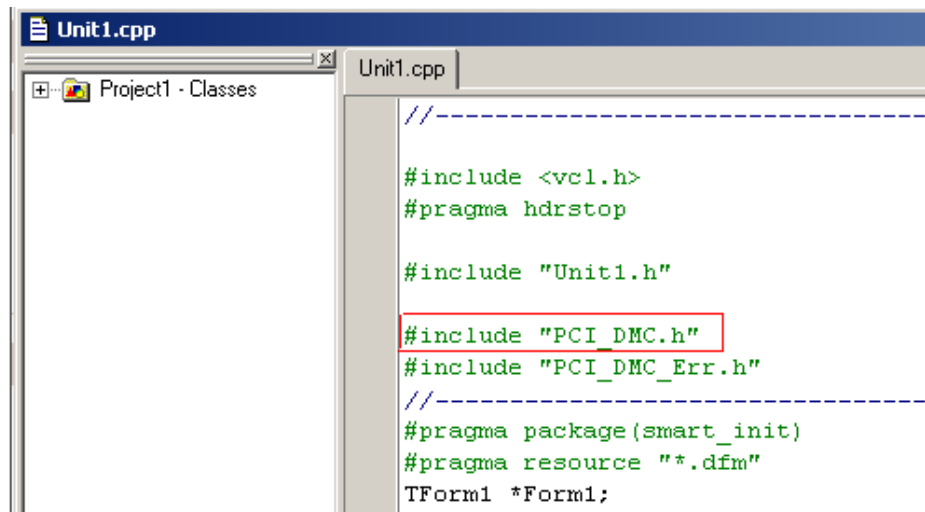 Unit1.cpp
Project1 - Classes
Unit1.cpp
//---------------------------------
#include <vcl.h>
#pragma hdrstop
#include "Unit1.h"
#include "PCI_DMC.h"
#include "PCI_DMC_Err.h"
//---------------------------------
#pragma package(smart_init)
#pragma resource "*.dfm"
TForm1 *Form1;